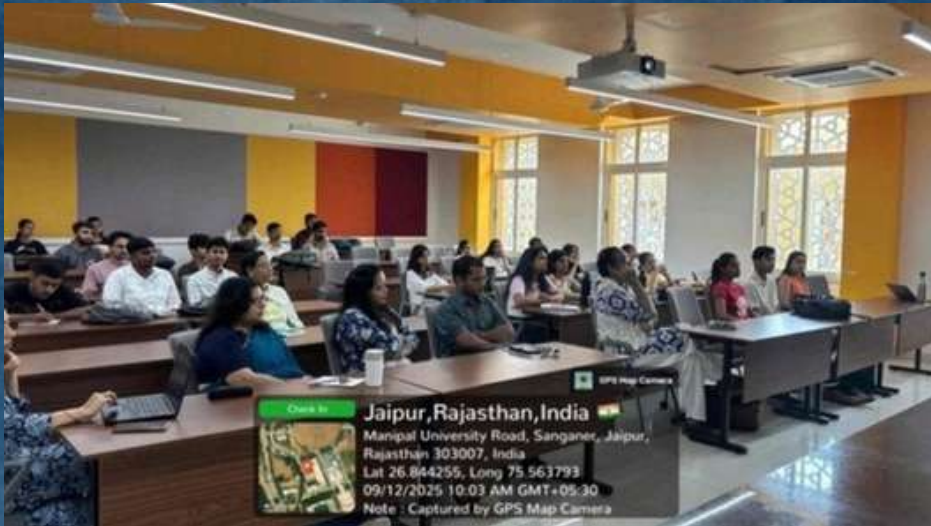 GPS Map Camera
Check In
Jaipur,Rajasthan,India
Manipal University Road, Sanganer, Jaipur,
Rajasthan 303007, India
Lat 26.844255, Long 75.563793
09/12/2025 10:03 AM GMT+05:30
Note : Captured by GPS Map Camera